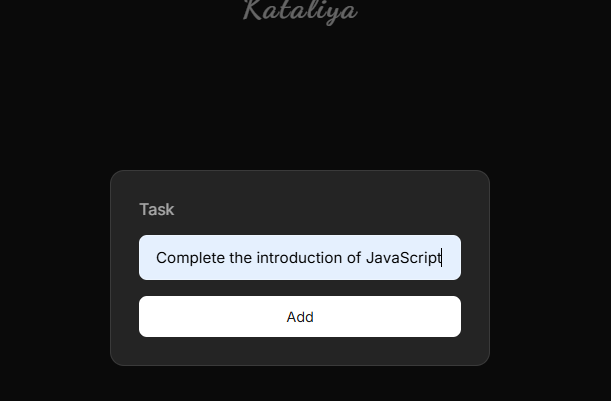 Kataliya
Task
Complete the introduction of JavaScript
Add